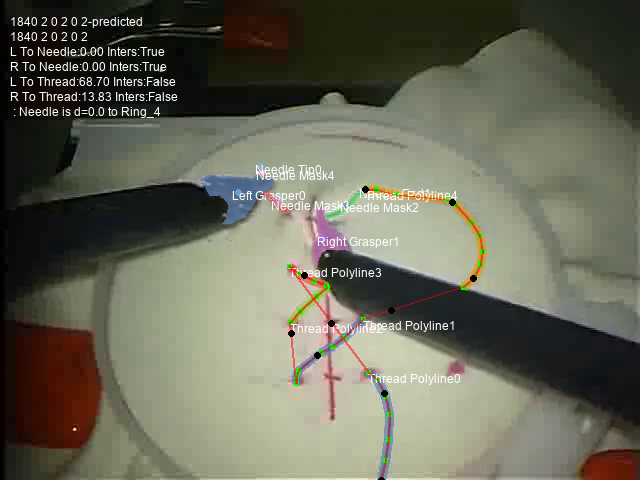 1840 2 0 2 0 2-predicted
1840 2 0 2 0 2
L To Needle:0.00 Inters:True
R To Needle:0.00 Inters:True
L To Thread:68.70 Inters:False
R To Thread:13.83 Inters:False
: Needle is d=0.0 to Ring_4
Needle Tip0
Needle Mask4
Left Grasper0
Thread Polyline4
Needle Mask3
Needle Mask2
Right Grasper1
Thread Polyline3
Thread Polyline2
Thread Polyline1
Thread Polyline0